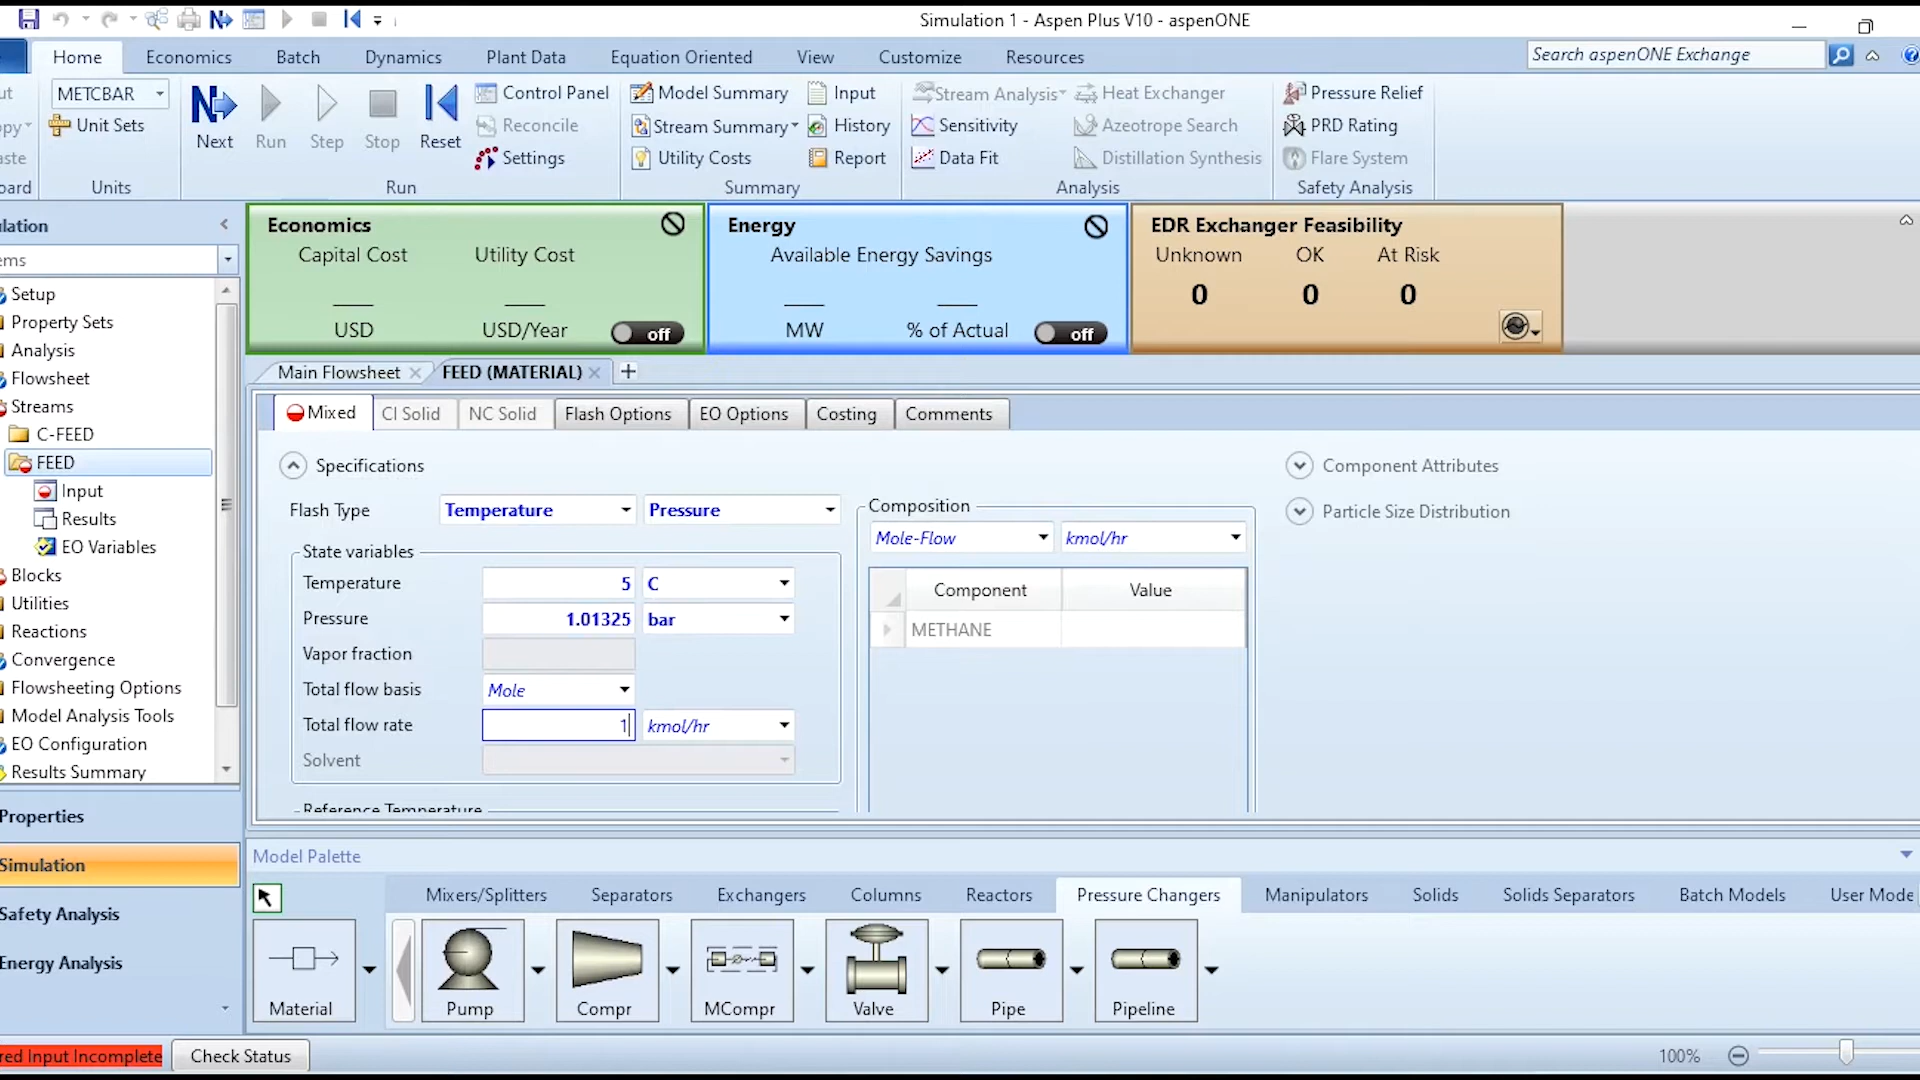 Simulation 1 - Aspen Plus V10 - aspenONE
Home Economics Batch Dynamics Plant Data Equation Oriented View Customize Resources
Search aspenONE Exchange
METCBAR
Unit Sets
Units
Next Run Step Stop Reset
Control Panel
Reconcile
Settings
Run
Model Summary Input
Stream Summary History
Utility Costs Report
Summary
Stream Analysis Heat Exchanger
Sensitivity Azeotrope Search
Data Fit Distillation Synthesis
Analysis
Pressure Relief
PRD Rating
Flare System
Safety Analysis
ulation
ems
Setup
Property Sets
Analysis
Flowsheet
Streams
C-FEED
FEED
Input
Results
EO Variables
Blocks
Utilities
Reactions
Convergence
Flowsheeting Options
Model Analysis Tools
EO Configuration
Results Summary
Properties
Simulation
Safety Analysis
Energy Analysis
Economics
Capital Cost Utility Cost
USD USD/Year off
Energy
Available Energy Savings
MW % of Actual off
EDR Exchanger Feasibility
Unknown OK At Risk
0 0 0
Main Flowsheet FEED (MATERIAL) +
Mixed CI Solid NC Solid Flash Options EO Options Costing Comments
Specifications
Flash Type Temperature Pressure
State variables
Temperature 5 C
Pressure 1.01325 bar
Vapor fraction
Total flow basis Mole
Total flow rate 1 kmol/hr
Solvent
Reference Temperature
Composition
Mole-Flow kmol/hr
Component Value
METHANE
Component Attributes
Particle Size Distribution
Model Palette
Mixers/Splitters Separators Exchangers Columns Reactors Pressure Changers Manipulators Solids Solids Separators Batch Models User Mode
Material Pump Compr MCompr Valve Pipe Pipeline
red Input Incomplete Check Status
100%